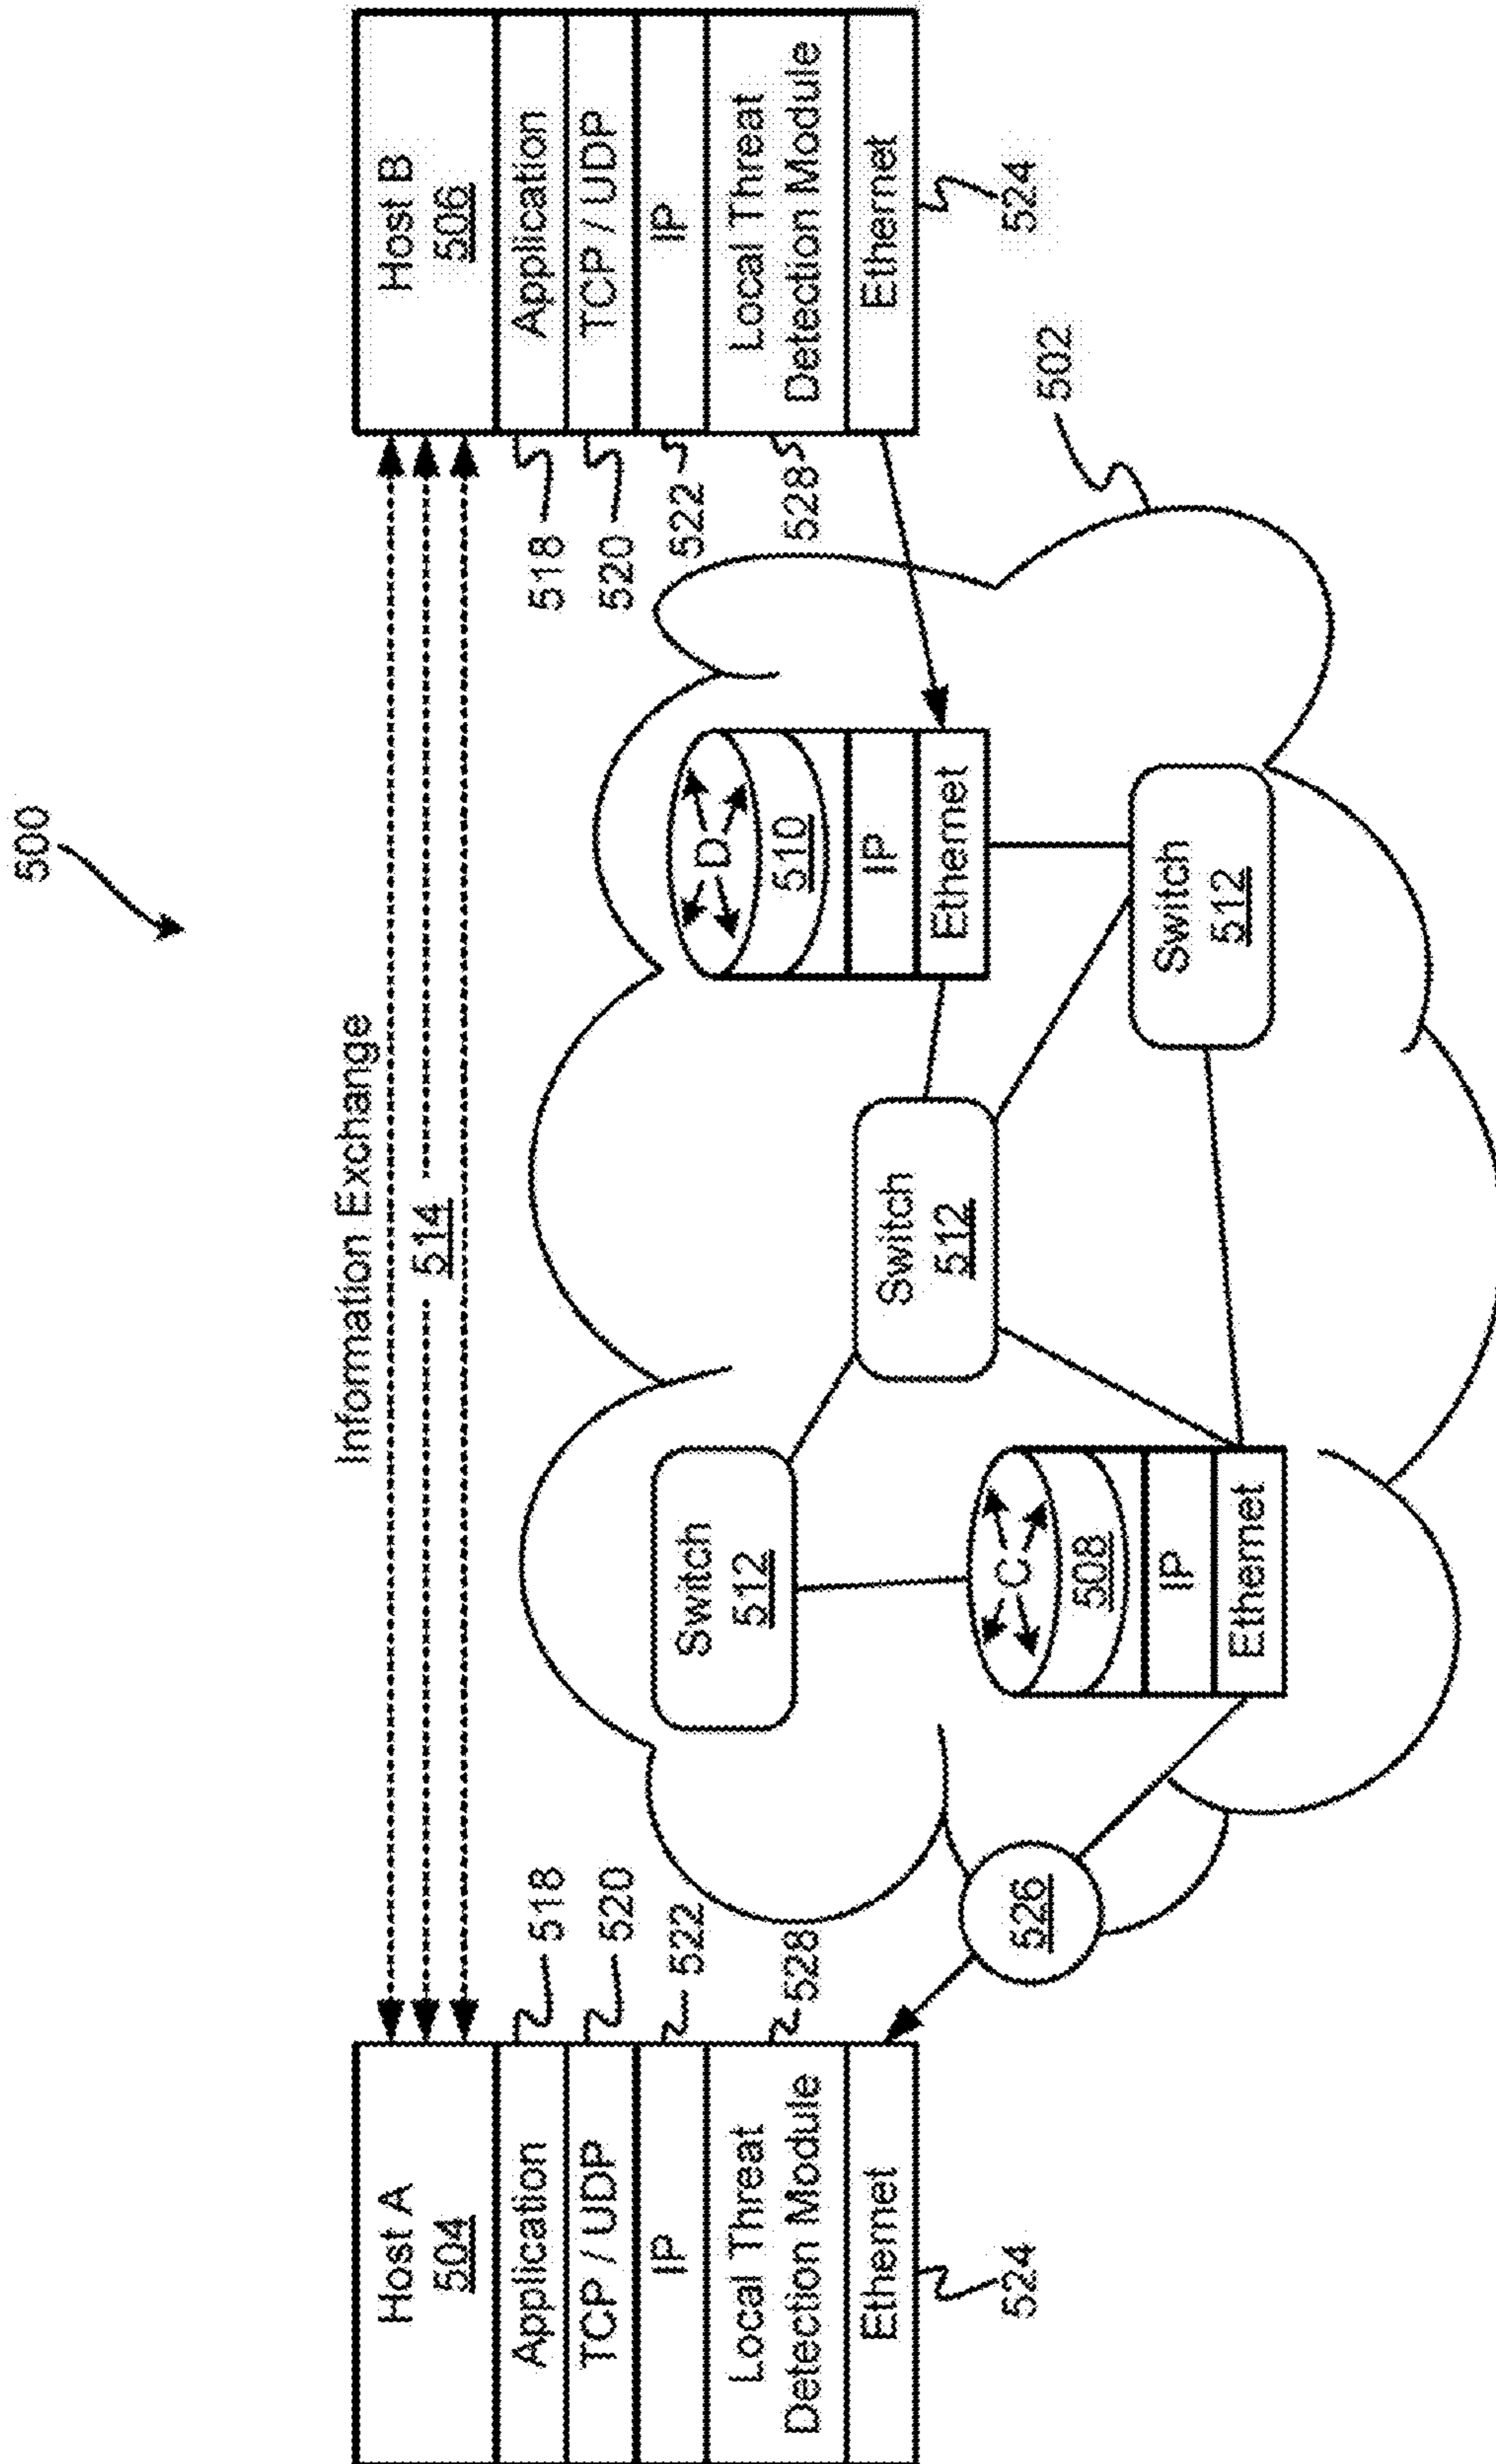 500
Information Exchange
514
Host A
504
Application
TCP / UDP
IP
Local Threat
Detection Module
Ethernet
518
520
522
528
524
Host B
506
Application
TCP / UDP
IP
Local Threat
Detection Module
Ethernet
518
520
522
528
524
502
526
Switch
512
C
508
IP
Ethernet
Switch
512
D
510
IP
Ethernet
Switch
512